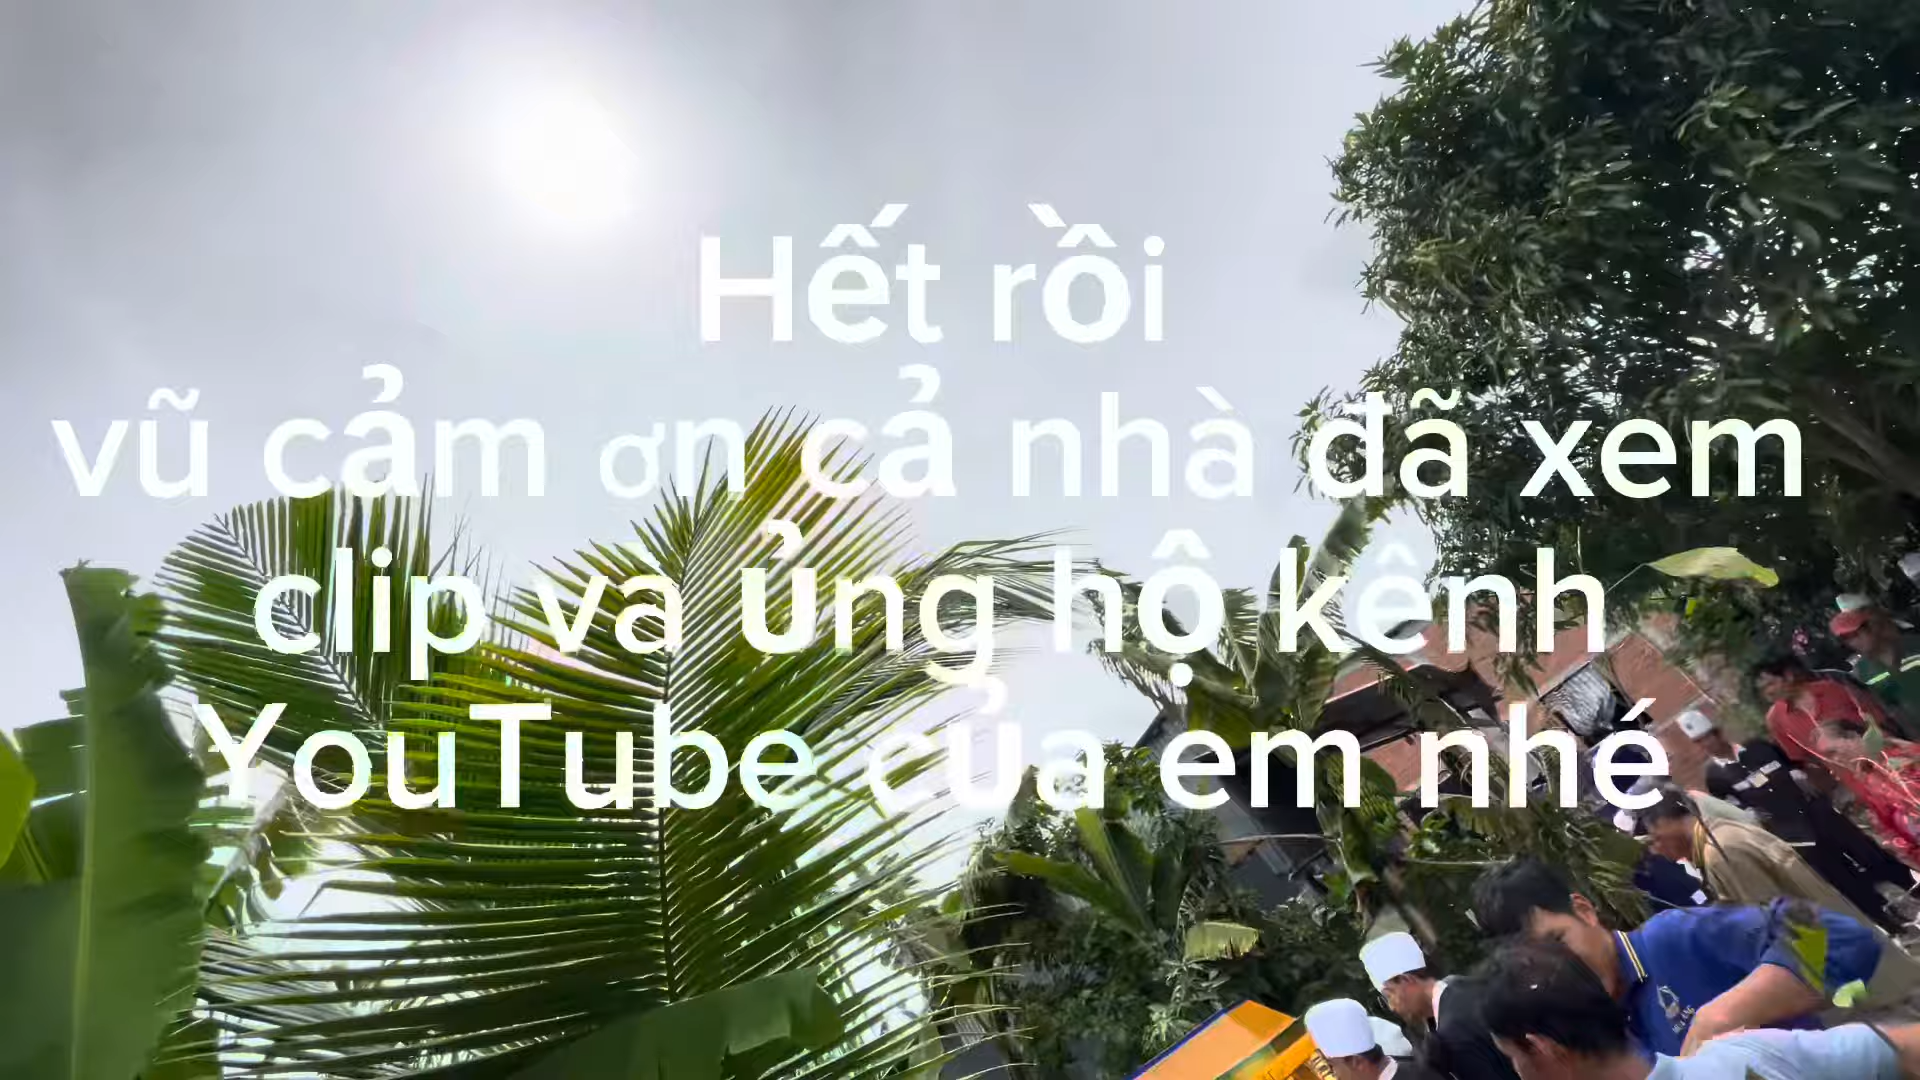 Hết rồi
vũ cảm ơn cả nhà đã xem
clip và ủng hộ kênh
YouTube của em nhé